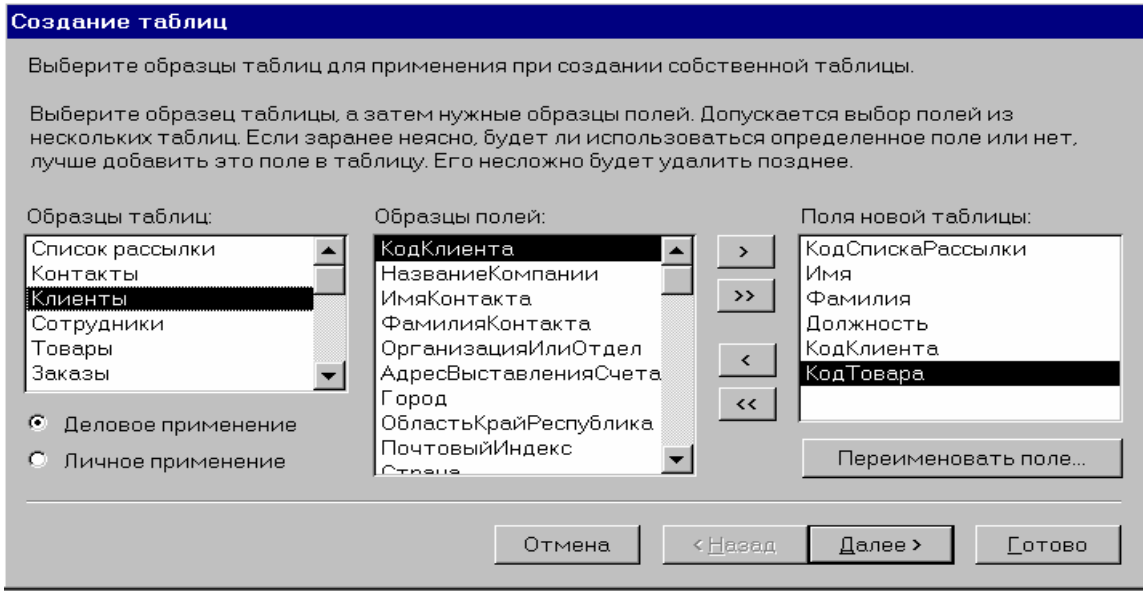 Создание таблиц
Выберите образцы таблиц для применения при создании собственной таблицы.
Выберите образец таблицы, а затем нужные образцы полей. Допускается выбор полей из
нескольких таблиц. Если заранее неясно, будет ли использоваться определенное поле или нет,
лучше добавить это поле в таблицу. Его несложно будет удалить позднее.
Образцы таблиц:
Список рассылки
Контакты
Клиенты
Сотрудники
Товары
Заказы
Деловое применение
Личное применение
Образцы полей:
КодКлиента
НазваниеКомпании
ИмяКонтакта
ФамилияКонтакта
ОрганизацияИлиОтдел
АдресВыставленияСчета
Город
ОбластьКрайРеспублика
ПочтовыйИндекс
Страна
>
>>
<
<<
Поля новой таблицы:
КодСпискаРассылки
Имя
Фамилия
Должность
КодКлиента
КодТовара
Переименовать поле...
Отмена
< Назад
Далее >
Готово